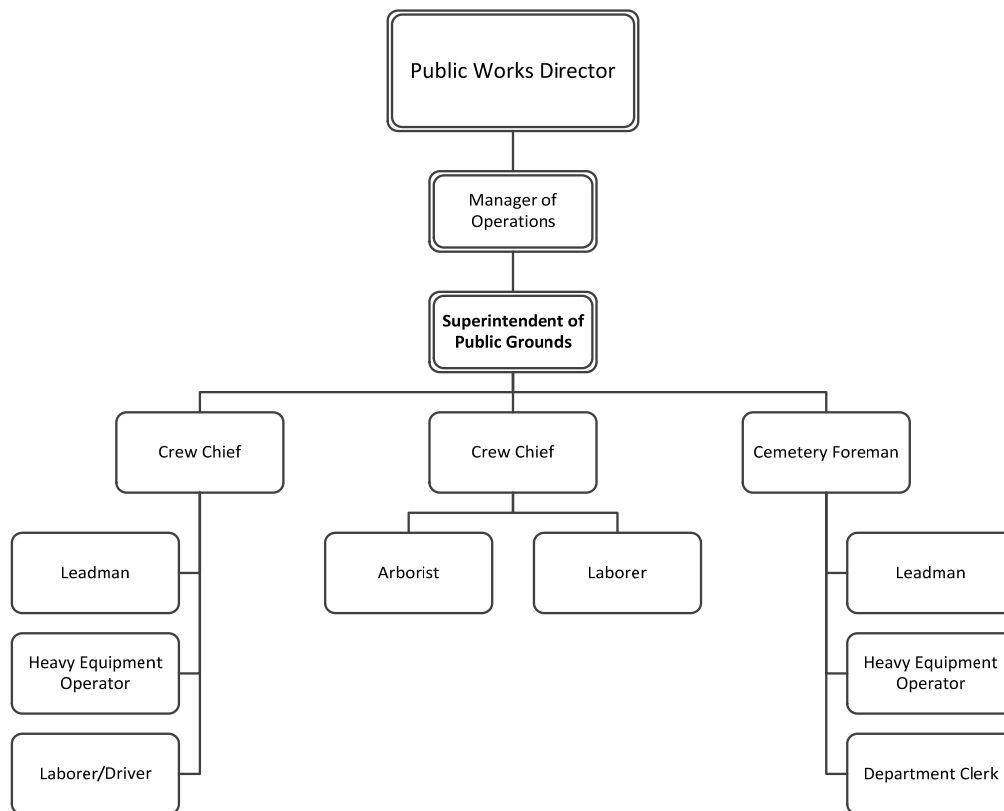 Public Works Director
Manager of
Operations
Superintendent of
Public Grounds
Crew Chief
Crew Chief
Cemetery Foreman
Leadman
Arborist
Laborer
Leadman
Heavy Equipment
Operator
Heavy Equipment
Operator
Laborer/Driver
Department Clerk